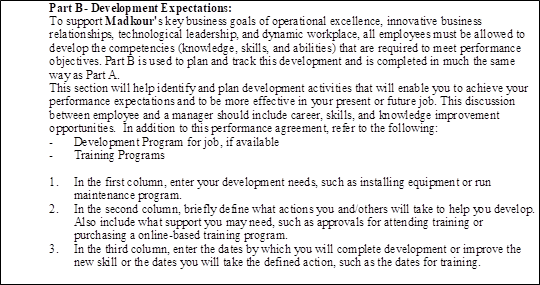 Part B- Development Expectations:
To support Madkour's key business goals of operational excellence, innovative business
relationships, technological leadership, and dynamic workplace, all employees must be allowed to
develop the competencies (knowledge, skills, and abilities) that are required to meet performance
objectives. Part B is used to plan and track this development and is completed in much the same
way as Part A.
This section will help identify and plan development activities that will enable you to achieve your
performance expectations and to be more effective in your present or future job. This discussion
between employee and a manager should include career, skills, and knowledge improvement
opportunities. In addition to this performance agreement, refer to the following:
- Development Program for job, if available
- Training Programs
1. In the first column, enter your development needs, such as installing equipment or run
maintenance program.
2. In the second column, briefly define what actions you and/others will take to help you develop.
Also include what support you may need, such as approvals for attending training or
purchasing a online-based training program.
3. In the third column, enter the dates by which you will complete development or improve the
new skill or the dates you will take the defined action, such as the dates for training.